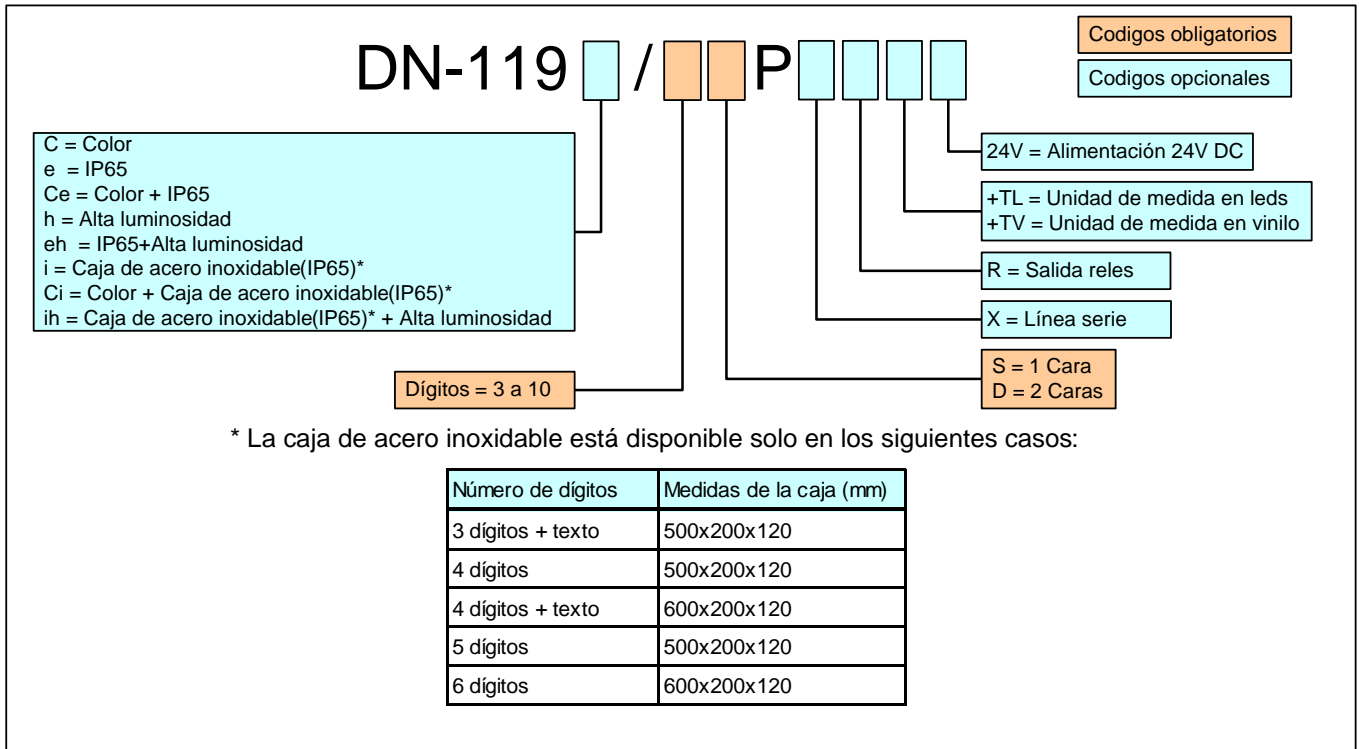 DN-119 / P
Codigos obligatorios
Codigos opcionales
C = Color
e = IP65
Ce = Color + IP65
h = Alta luminosidad
eh = IP65+Alta luminosidad
i = Caja de acero inoxidable(IP65)*
Ci = Color + Caja de acero inoxidable(IP65)*
ih = Caja de acero inoxidable(IP65)* + Alta luminosidad
24V = Alimentación 24V DC
+TL = Unidad de medida en leds
+TV = Unidad de medida en vinilo
R = Salida reles
X = Línea serie
Dígitos = 3 a 10
S = 1 Cara
D = 2 Caras
* La caja de acero inoxidable está disponible solo en los siguientes casos:
Número de dígitos Medidas de la caja (mm)
3 dígitos + texto 500x200x120
4 dígitos 500x200x120
4 dígitos + texto 600x200x120
5 dígitos 500x200x120
6 dígitos 600x200x120